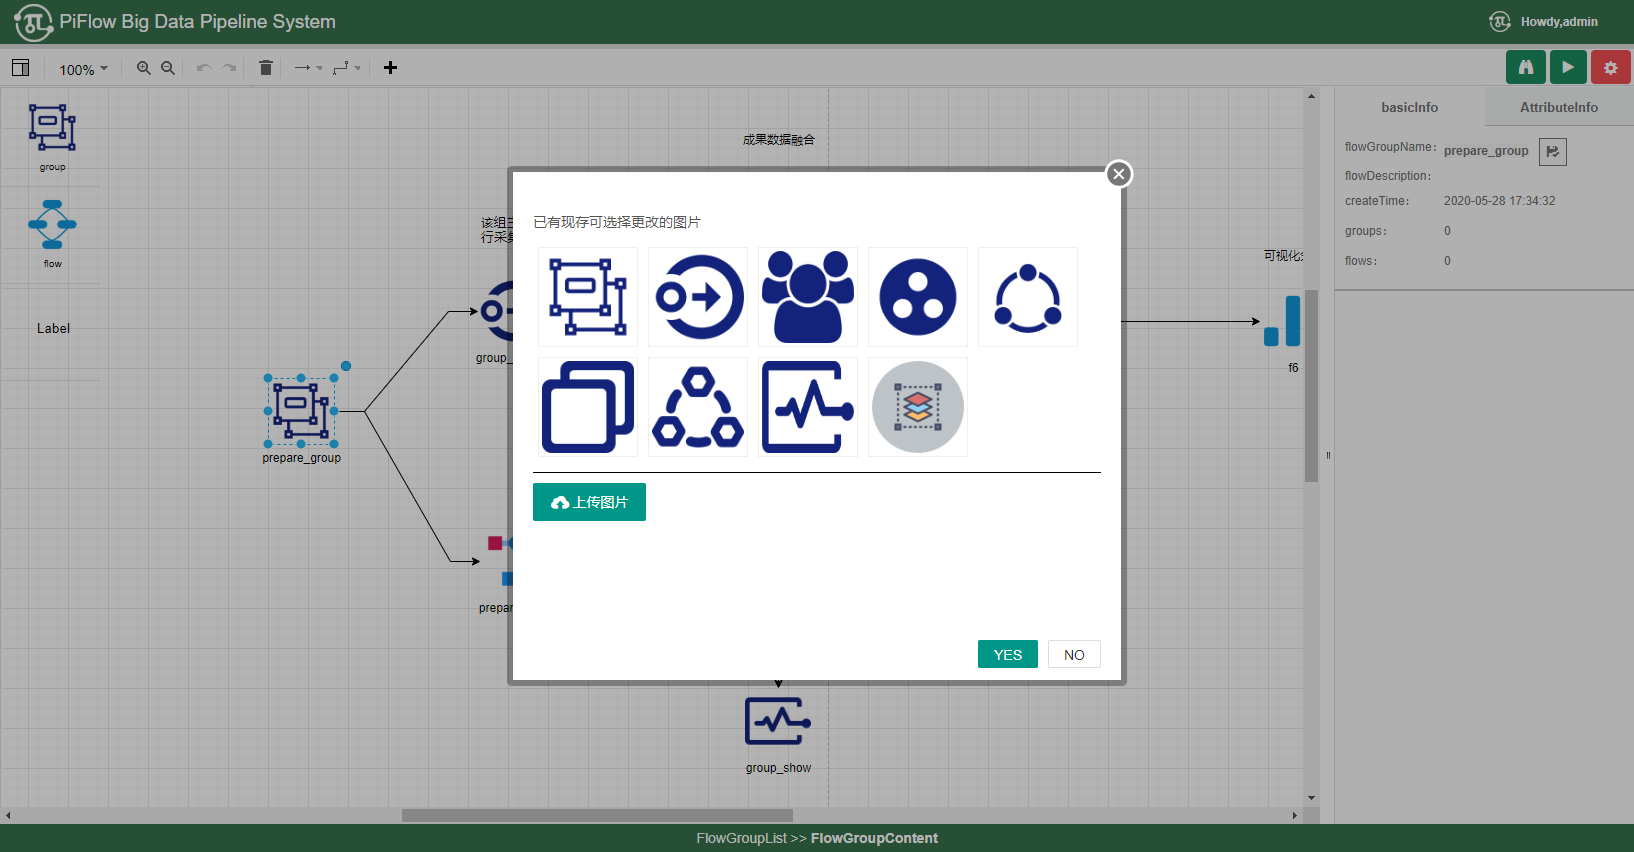 PiFlow Big Data Pipeline System
Howdy,admin
100%
group
flow
Label
成果数据融合
该组
行采
group_
prepare_group
prepar
group_show
可视化
f6
已有现存可选择更改的图片
上传图片
YES
NO
basicInfo
AttributeInfo
flowGroupName: prepare_group
flowDescription:
createTime: 2020-05-28 17:34:32
groups: 0
flows: 0
FlowGroupList >> FlowGroupContent